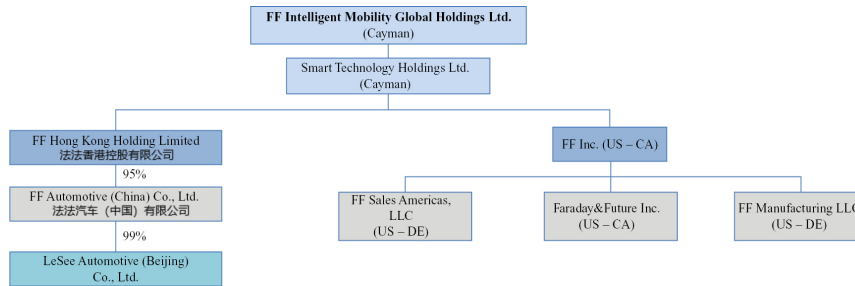 FF Intelligent Mobility Global Holdings Ltd.
(Cayman)
Smart Technology Holdings Ltd.
(Cayman)
FF Hong Kong Holding Limited
法法香港控股有限公司
FF Inc. (US – CA)
95%
FF Automotive (China) Co., Ltd.
法法汽车（中国）有限公司
FF Sales Americas,
LLC
(US – DE)
Faraday&Future Inc.
(US – CA)
FF Manufacturing LLC
(US – DE)
99%
LeSee Automotive (Beijing)
Co., Ltd.